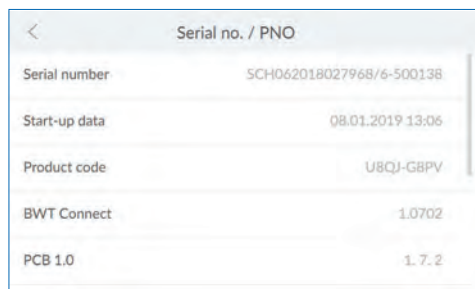 Serial no. / PNO
Serial number 5CH062018027968/6-500138
Start-up data 08.01.2019 13:06
Product code U8QJ-G8PV
BWT Connect 1.0702
PCB 1.0 1. 7. 2